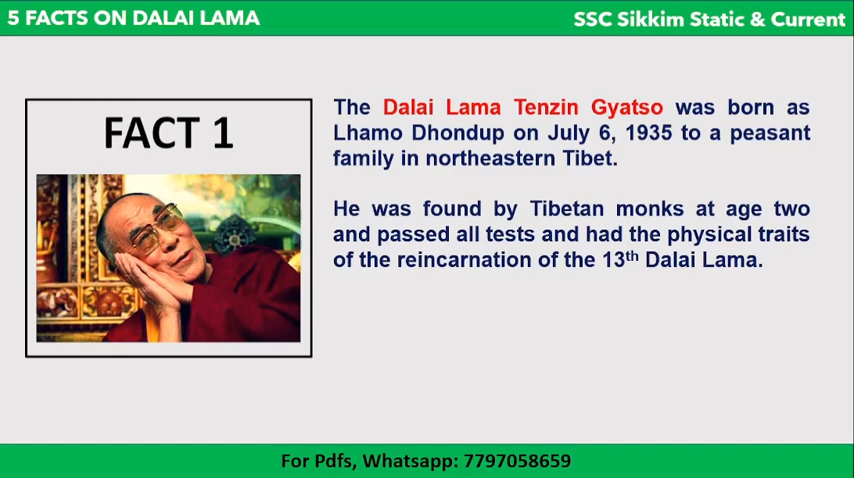 5 FACTS ON DALAI LAMA
SSC Sikkim Static & Current
FACT 1
The Dalai Lama Tenzin Gyatso was born as
Lhamo Dhondup on July 6, 1935 to a peasant
family in northeastern Tibet.
He was found by Tibetan monks at age two
and passed all tests and had the physical traits
of the reincarnation of the 13th Dalai Lama.
For Pdfs, Whatsapp: 7797058659